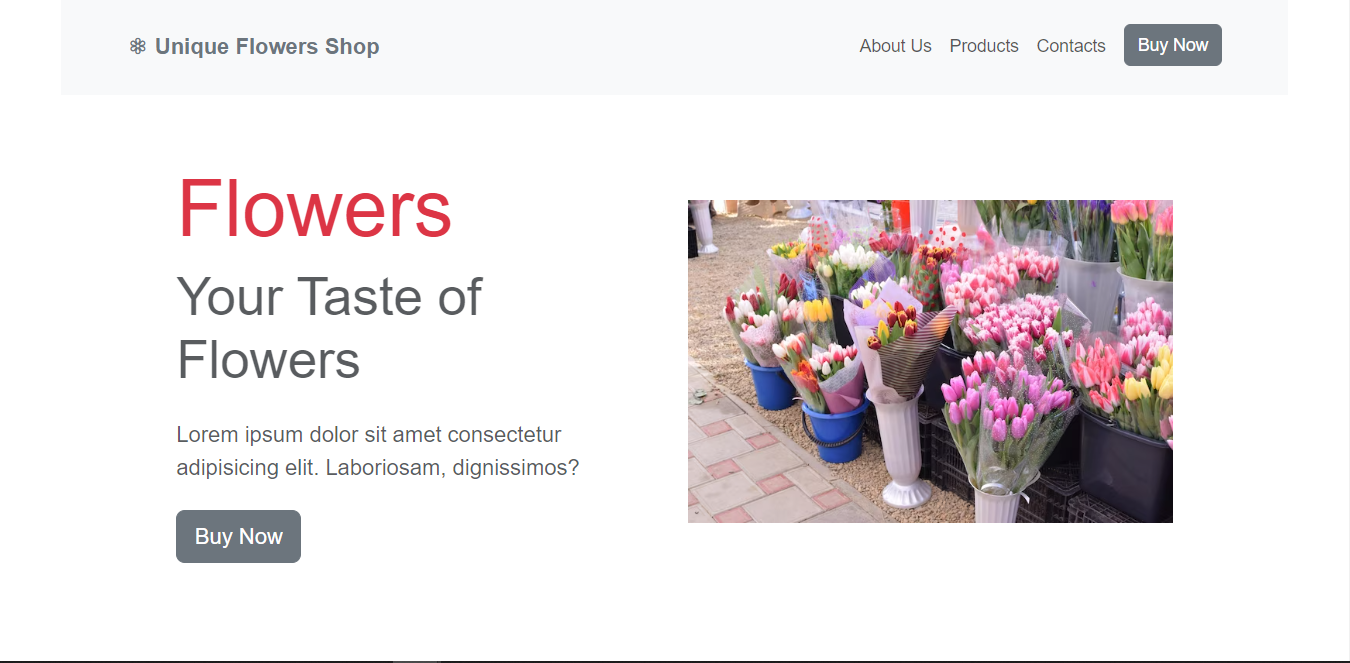 ❀ Unique Flowers Shop
About Us Products Contacts Buy Now
Flowers
Your Taste of
Flowers
Lorem ipsum dolor sit amet consectetur
adipisicing elit. Laboriosam, dignissimos?
Buy Now